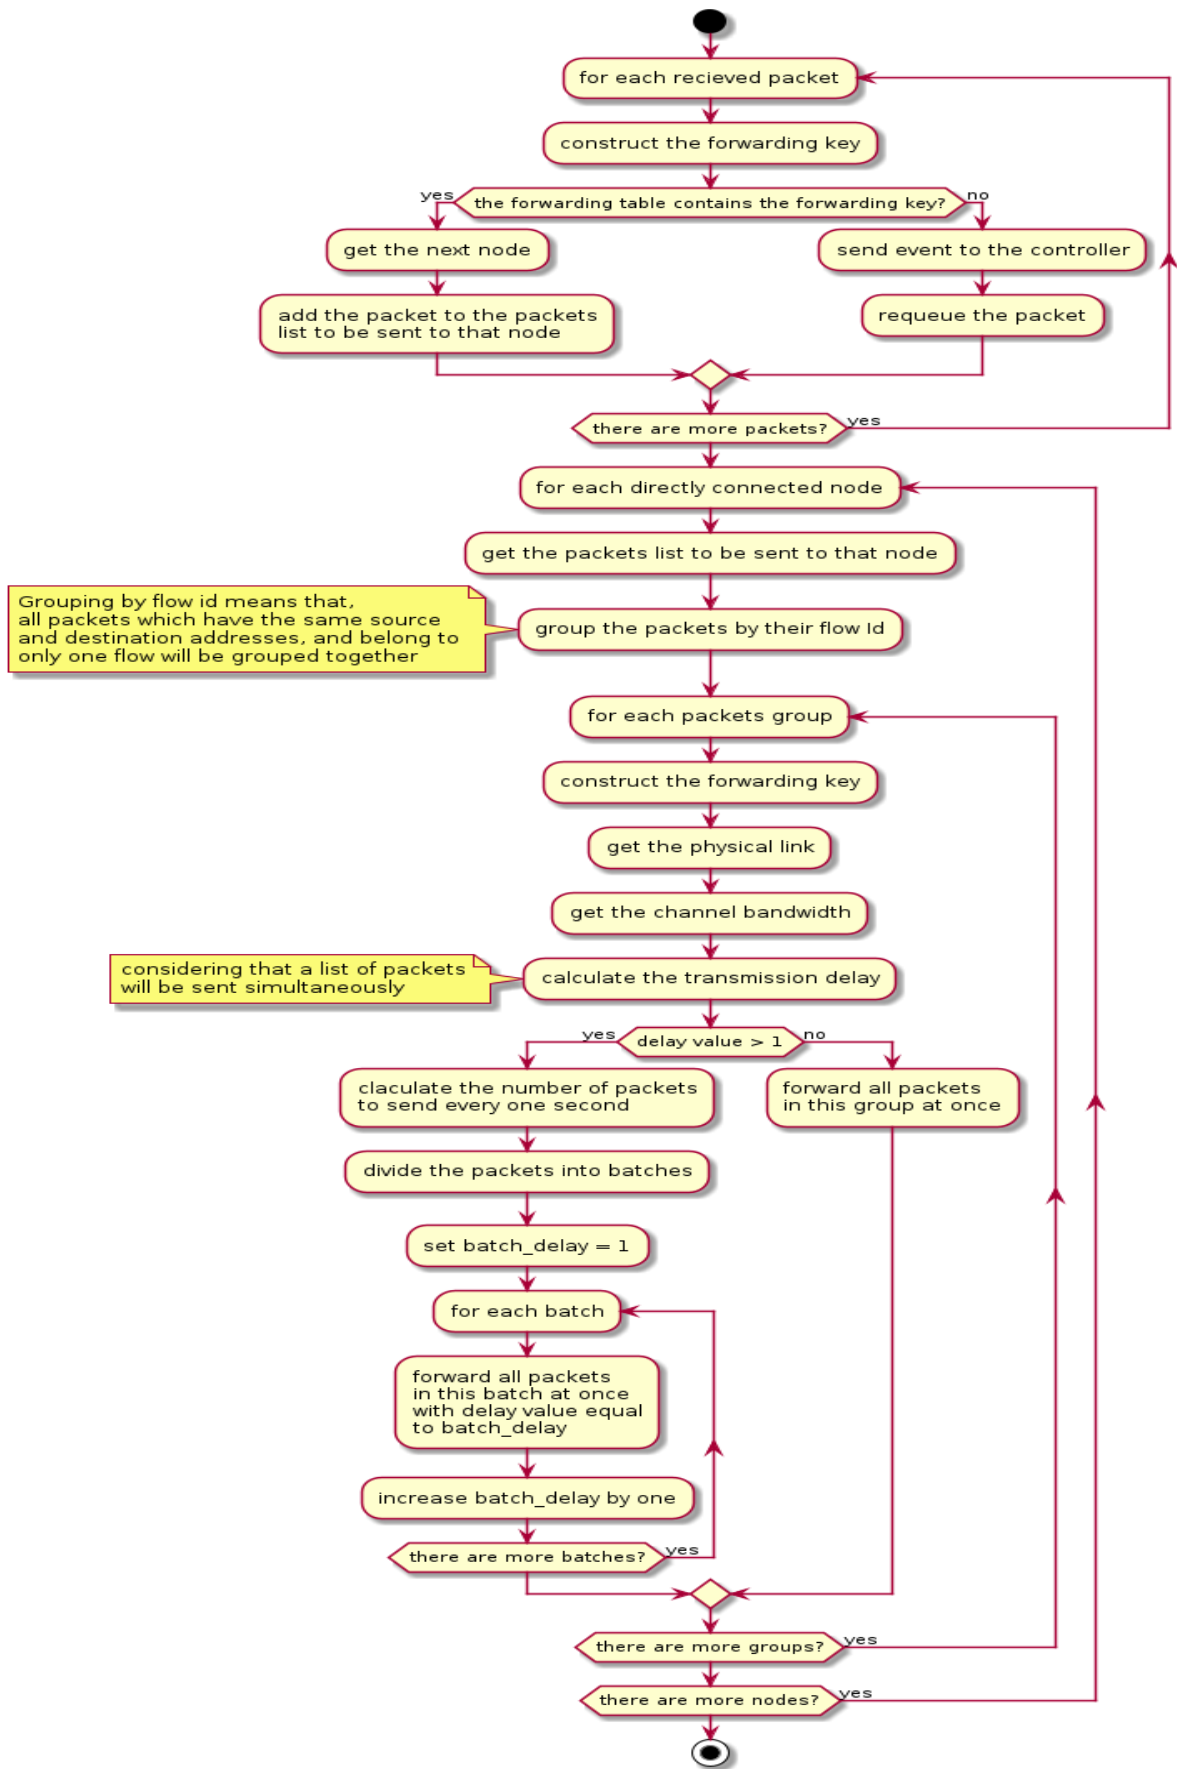 for each recieved packet
construct the forwarding key
yes
the forwarding table contains the forwarding key?
no
get the next node
send event to the controller
add the packet to the packets
list to be sent to that node
requeue the packet
there are more packets?
yes
for each directly connected node
get the packets list to be sent to that node
Grouping by flow id means that,
all packets which have the same source
and destination addresses, and belong to
only one flow will be grouped together
group the packets by their flow Id
for each packets group
construct the forwarding key
get the physical link
get the channel bandwidth
considering that a list of packets
will be sent simultaneously
calculate the transmission delay
yes
delay value > 1
no
claculate the number of packets
to send every one second
forward all packets
in this group at once
divide the packets into batches
set batch_delay = 1
for each batch
forward all packets
in this batch at once
with delay value equal
to batch_delay
increase batch_delay by one
there are more batches?
yes
there are more groups?
yes
there are more nodes?
yes